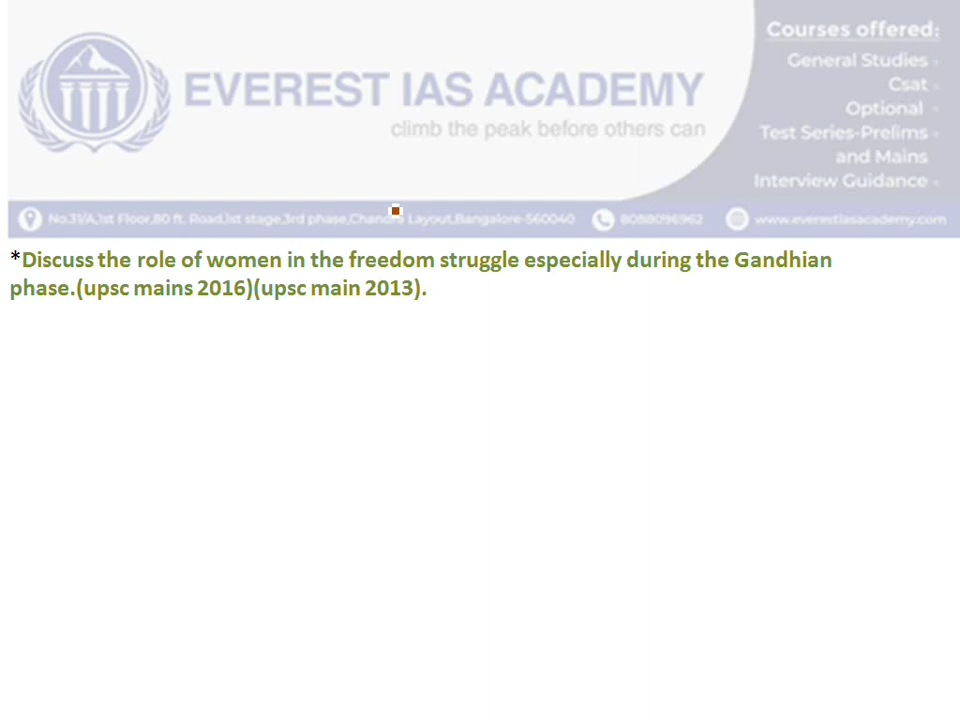 EVEREST IAS ACADEMY
climb the peak before others can
Courses offered:
General Studies
Csat
Optional
Test Series-Prelims
and Mains
Interview Guidance
No.31/A,1st Floor,80 ft. Road,1st stage,3rd phase, Layout,Bangalore-560040 8088096962 www.everestiasacademy.com
*Discuss the role of women in the freedom struggle especially during the Gandhian
phase.(upsc mains 2016)(upsc main 2013).